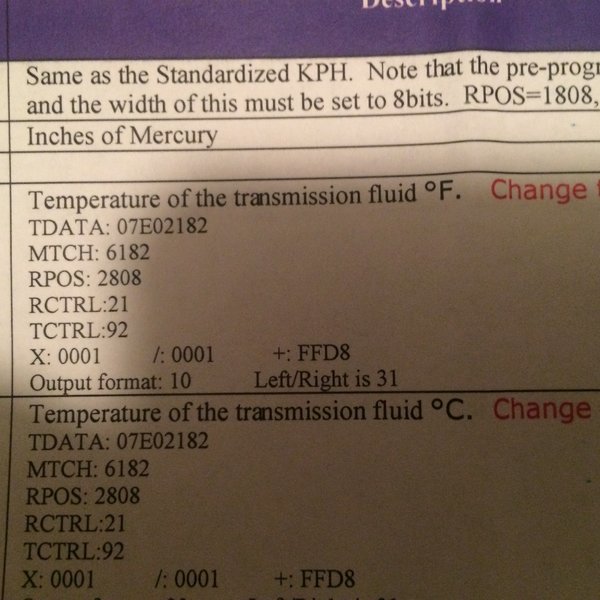 Description
Same as the Standardized KPH. Note that the pre-progr
and the width of this must be set to 8bits. RPOS=1808,
Inches of Mercury
Temperature of the transmission fluid °F. Change
TDATA: 07E02182
MTCH: 6182
RPOS: 2808
RCTRL:21
TCTRL:92
X: 0001 /: 0001 +: FFD8
Output format: 10 Left/Right is 31
Temperature of the transmission fluid °C. Change
TDATA: 07E02182
MTCH: 6182
RPOS: 2808
RCTRL:21
TCTRL:92
X: 0001 /: 0001 +: FFD8